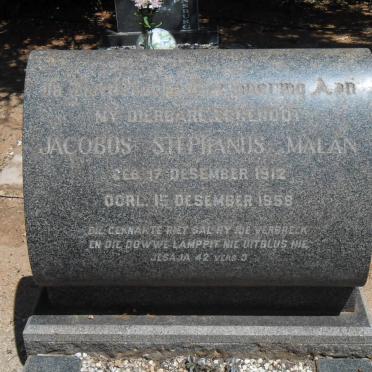 In Liefdevolle Herinnering Aan
MY DIERBARE EGGENOOT
JACOBUS STEPHANUS MALAN
GEB. 17 DESEMBER 1912
OORL. 15 DESEMBER 1958
DIE GEKNAKTE RIET SAL HY NIE VERBREEK
EN DIE DOWWE LAMPPIT NIE UITBLUS NIE
JESAJA 42 VERS 3